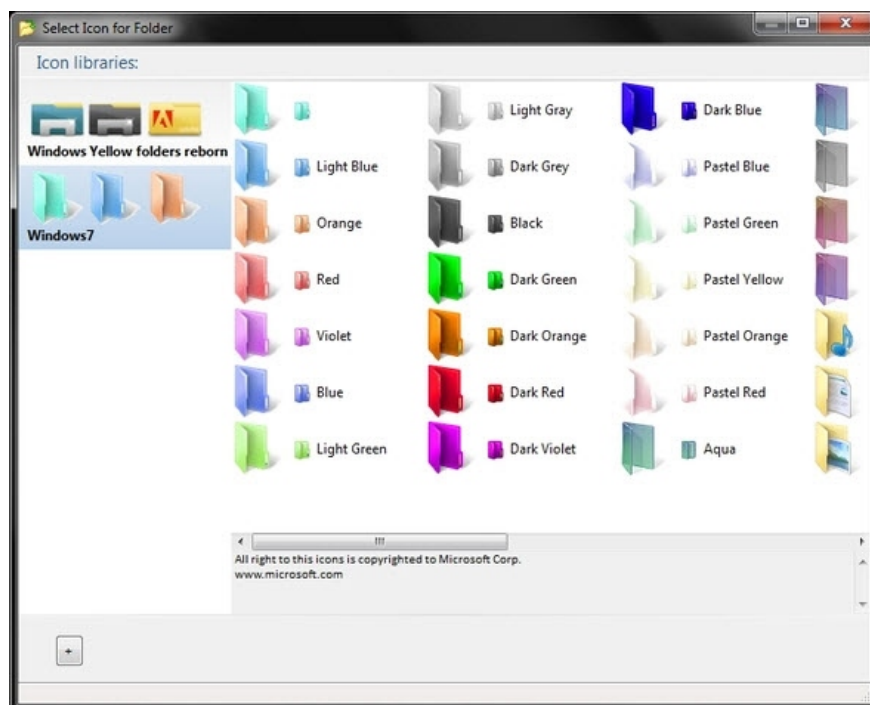 Select Icon for Folder
Icon libraries:
Windows Yellow folders reborn
Windows7
Light Blue
Orange
Red
Violet
Blue
Light Green
Light Gray
Dark Grey
Black
Dark Green
Dark Orange
Dark Red
Dark Violet
Dark Blue
Pastel Blue
Pastel Green
Pastel Yellow
Pastel Orange
Pastel Red
Aqua
All right to this icons is copyrighted to Microsoft Corp.
www.microsoft.com
+